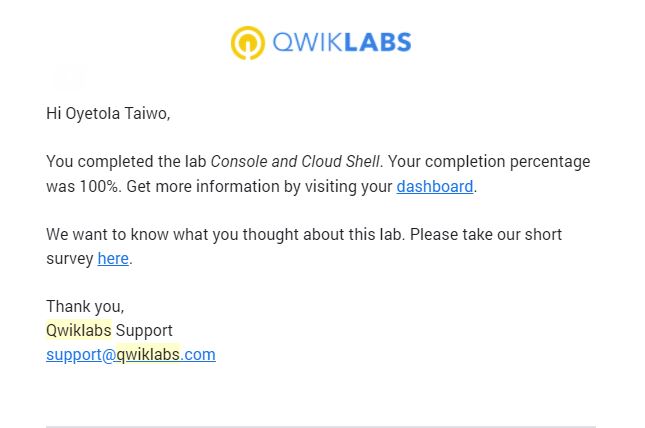 QWIKLABS
Hi Oyetola Taiwo,
You completed the lab Console and Cloud Shell. Your completion percentage
was 100%. Get more information by visiting your dashboard.
We want to know what you thought about this lab. Please take our short
survey here.
Thank you,
Qwiklabs Support
support@qwiklabs.com